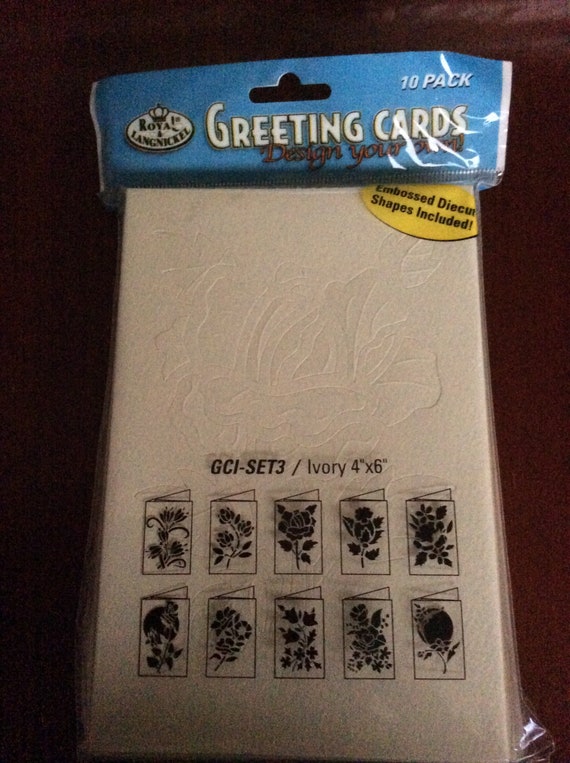 10 PACK
ROYAL &
LANGNICKEL
GREETING CARDS
Design your own!
Embossed Diecut
Shapes Included!
GCI-SET3 / Ivory 4"x6"